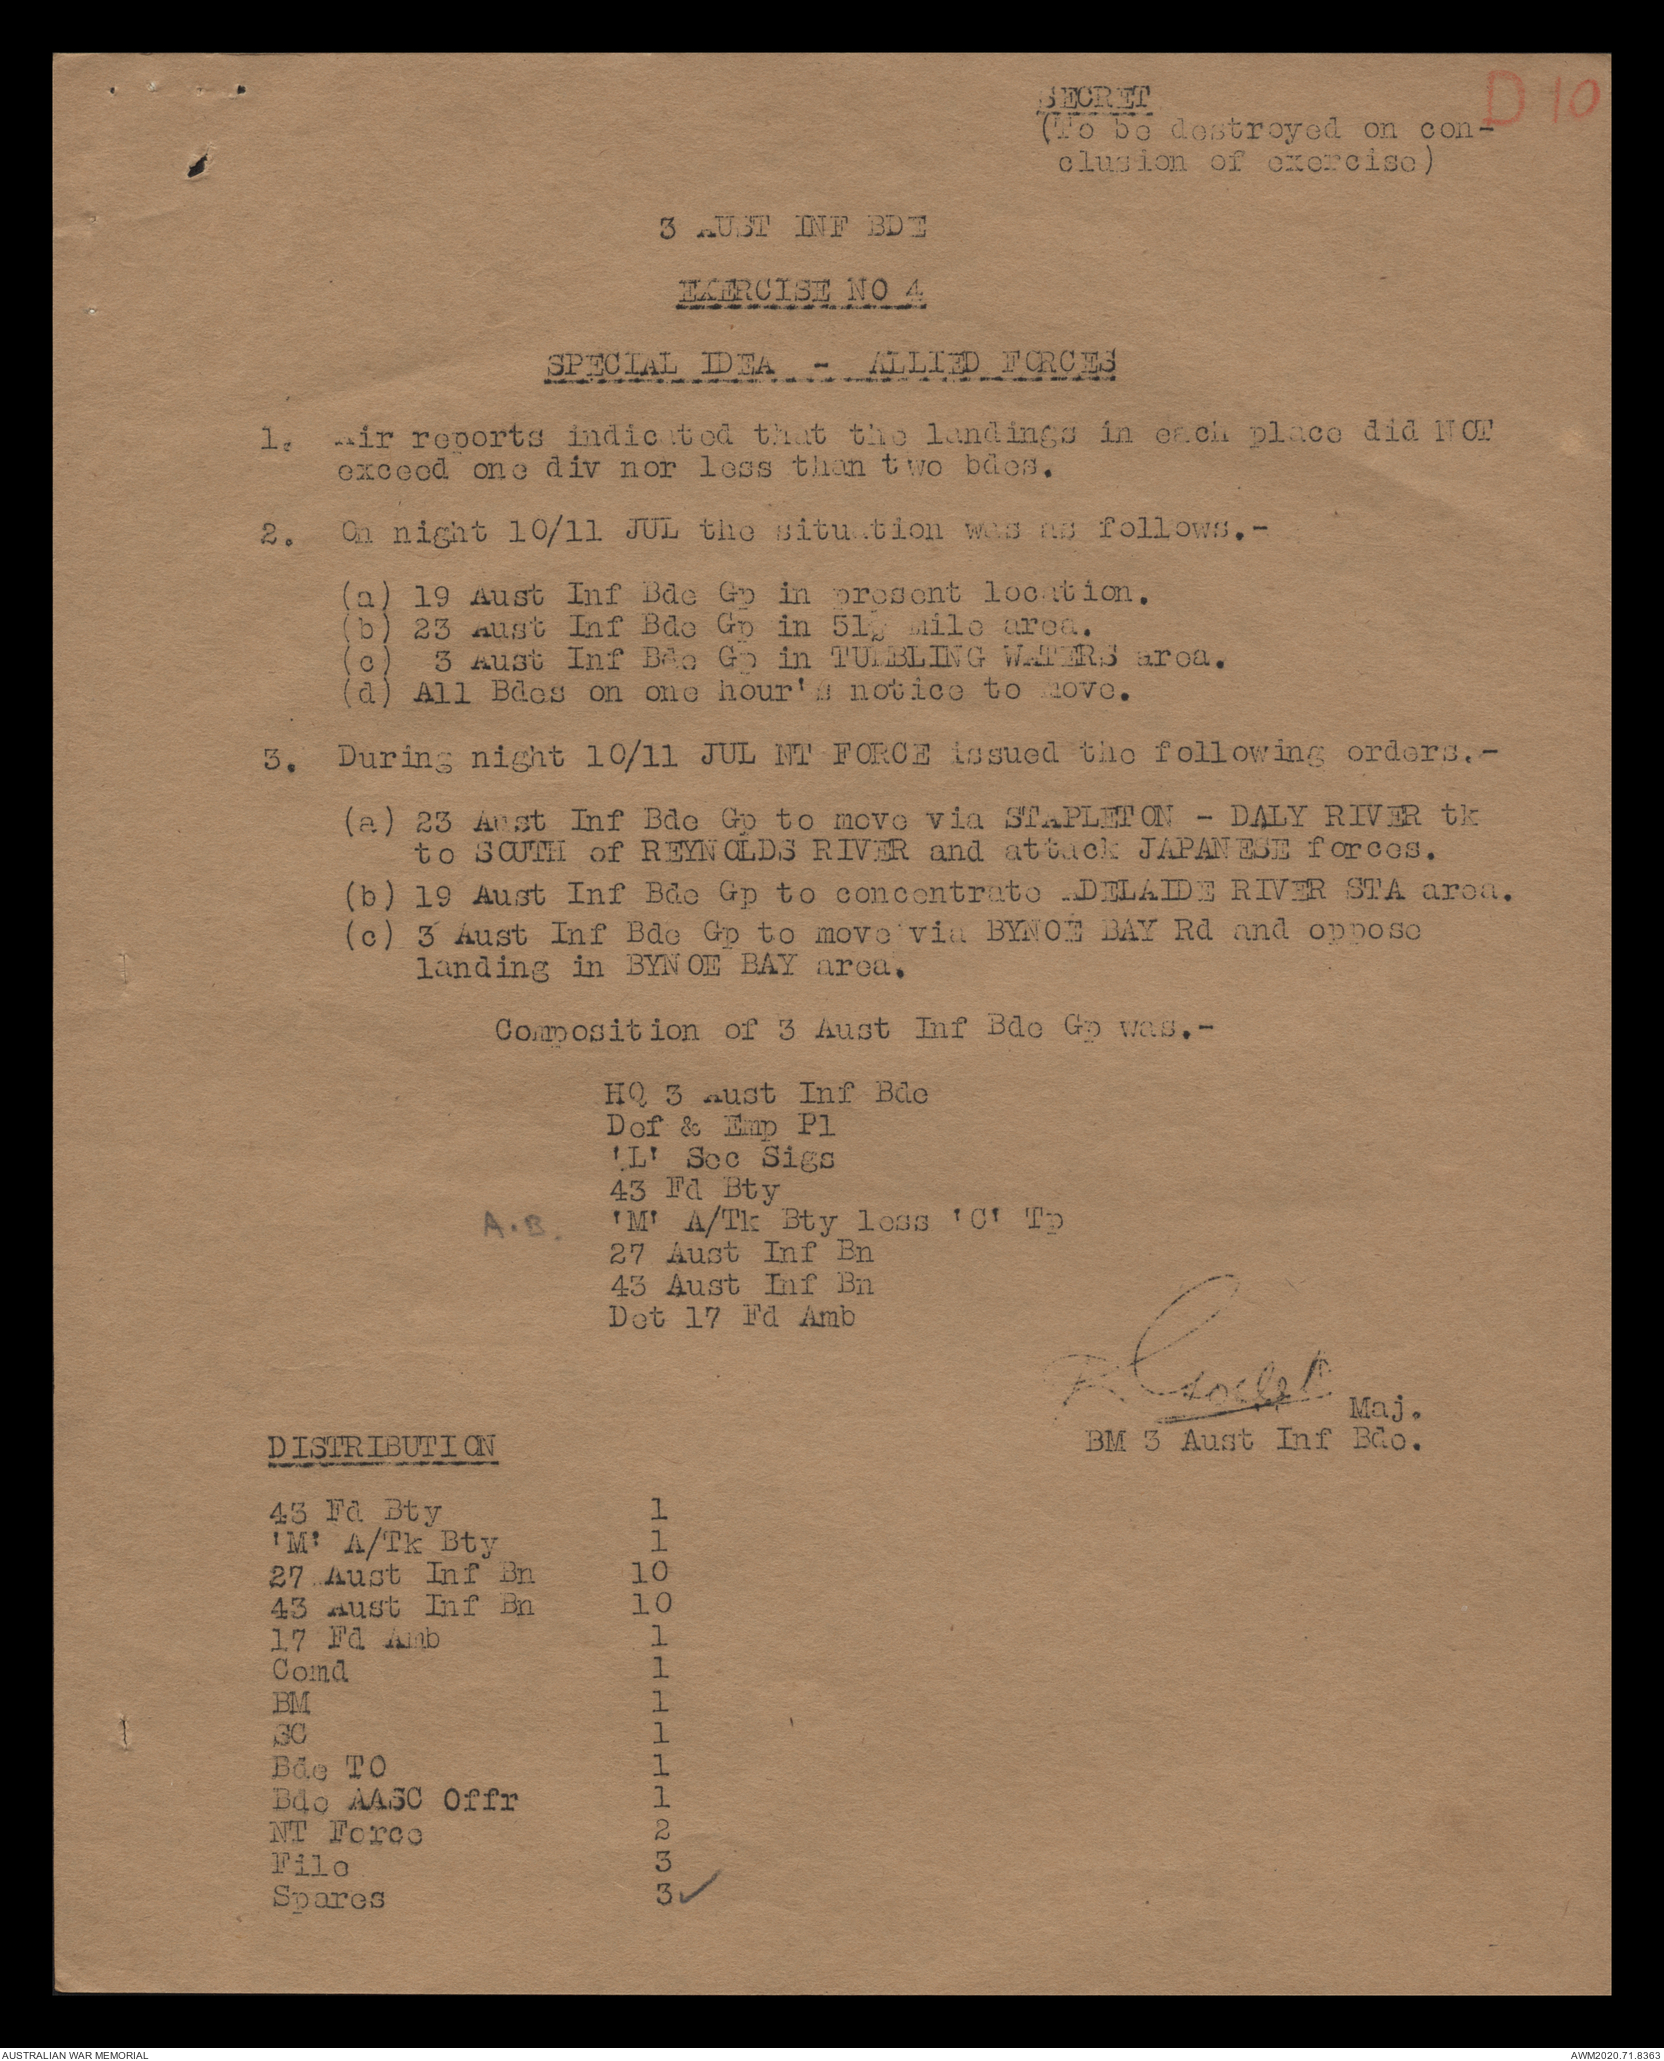 D 10
SECRET
(To be destroyed on con-
clusion of exercise)
3 AUST INF BDE
EXERCISE NO 4
SPECIAL IDEA - ALLIED FORCES
1. Air reports indicated that the landings in each place did NOT
exceed one div nor less than two bdes.
2. On night 10/11 JUL the situation was as follows.-
(a) 19 Aust Inf Bde Gp in present location.
(b) 23 Aust Inf Bde Gp in 51½ mile area.
(c) 3 Aust Inf Bde Gp in TUMBLING WATERS area.
(d) All Bdes on one hour's notice to move.
3. During night 10/11 JUL NT FORCE issued the following orders.-
(a) 23 Aust Inf Bde Gp to move via STAPLETON - DALY RIVER tk
to SOUTH of REYNOLDS RIVER and attack JAPANESE forces.
(b) 19 Aust Inf Bde Gp to concentrate ADELAIDE RIVER STA area.
(c) 3 Aust Inf Bde Gp to move via BYNOE BAY Rd and oppose
landing in BYNOE BAY area.
Composition of 3 Aust Inf Bde Gp was.-
HQ 3 Aust Inf Bde
Def & Emp Pl
'L' Sec Sigs
43 Fd Bty
A.B. 'M' A/Tk Bty less 'C' Tp
27 Aust Inf Bn
43 Aust Inf Bn
Det 17 Fd Amb
Maj.
BM 3 Aust Inf Bde.
DISTRIBUTION
43 Fd Bty 1
'M' A/Tk Bty 1
27 Aust Inf Bn 10
43 Aust Inf Bn 10
17 Fd Amb 1
Comd 1
BM 1
SC 1
Bde TO 1
Bde AASC Offr 1
NT Force 2
File 3
Spares 3✓
AUSTRALIAN WAR MEMORIAL
AWM2020.71.8363